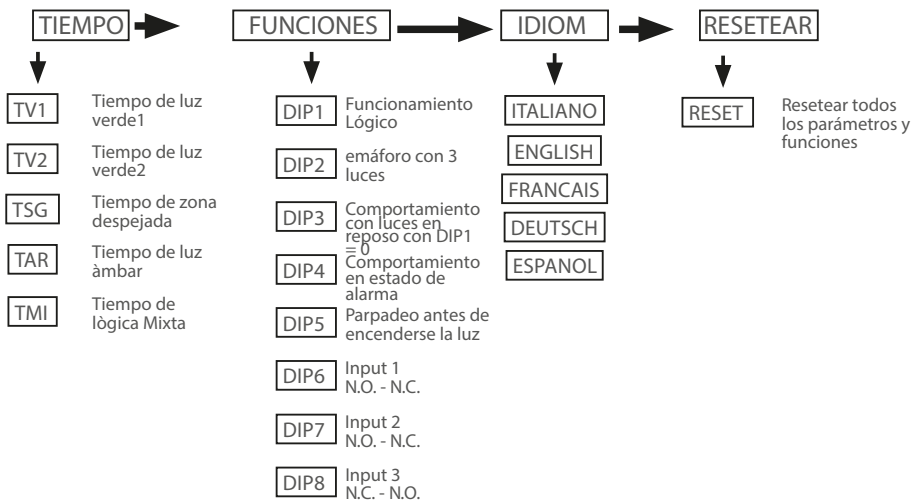 TIEMPO
FUNCIONES
IDIOM
RESETEAR
TV1
Tiempo de luz
verde1
TV2
Tiempo de luz
verde2
TSG
Tiempo de zona
despejada
TAR
Tiempo de luz
àmbar
TMI
Tiempo de
lògica Mixta
DIP1
Funcionamiento
Lógico
DIP2
emáforo con 3
luces
DIP3
Comportamiento
con luces en
reposo con DIP1
= 0
DIP4
Comportamiento
en estado de
alarma
DIP5
Parpadeo antes de
encenderse la luz
DIP6
Input 1
N.O. - N.C.
DIP7
Input 2
N.O. - N.C.
DIP8
Input 3
N.C. - N.O.
ITALIANO
ENGLISH
FRANCAIS
DEUTSCH
ESPANOL
RESET
Resetear todos
los parámetros y
funciones